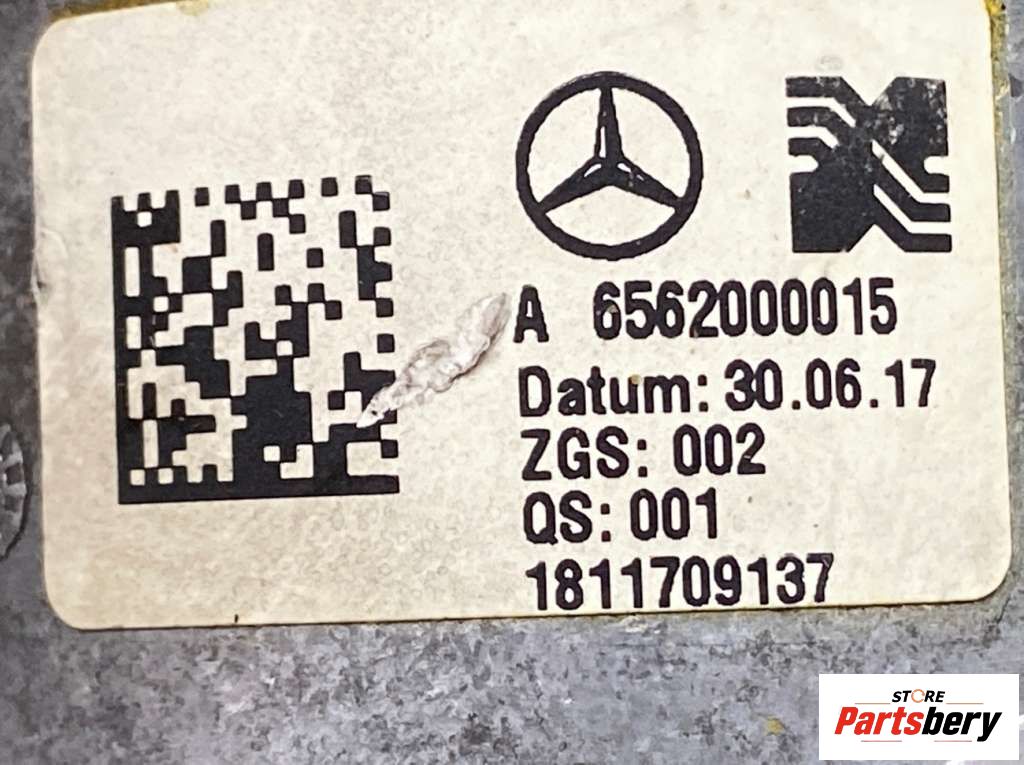 A 6562000015
Datum: 30.06.17
ZGS: 002
QS: 001
1811709137
STORE
Partsbery